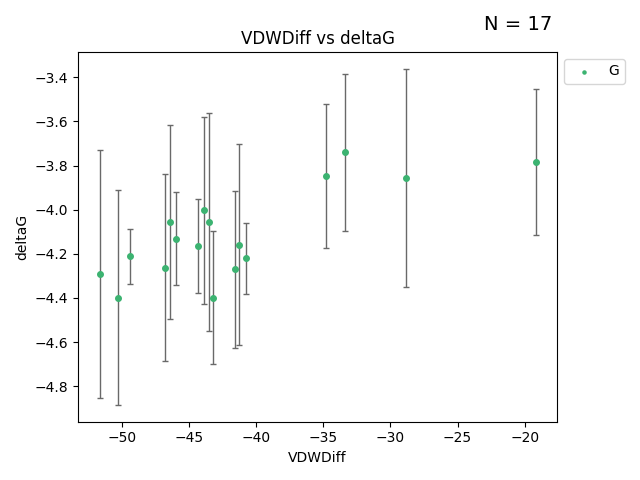 N = 17
VDWDiff vs deltaG
G
−3.4
−3.6
−3.8
−4.0
−4.2
−4.4
−4.6
−4.8
deltaG
−50 −45 −40 −35 −30 −25 −20
VDWDiff